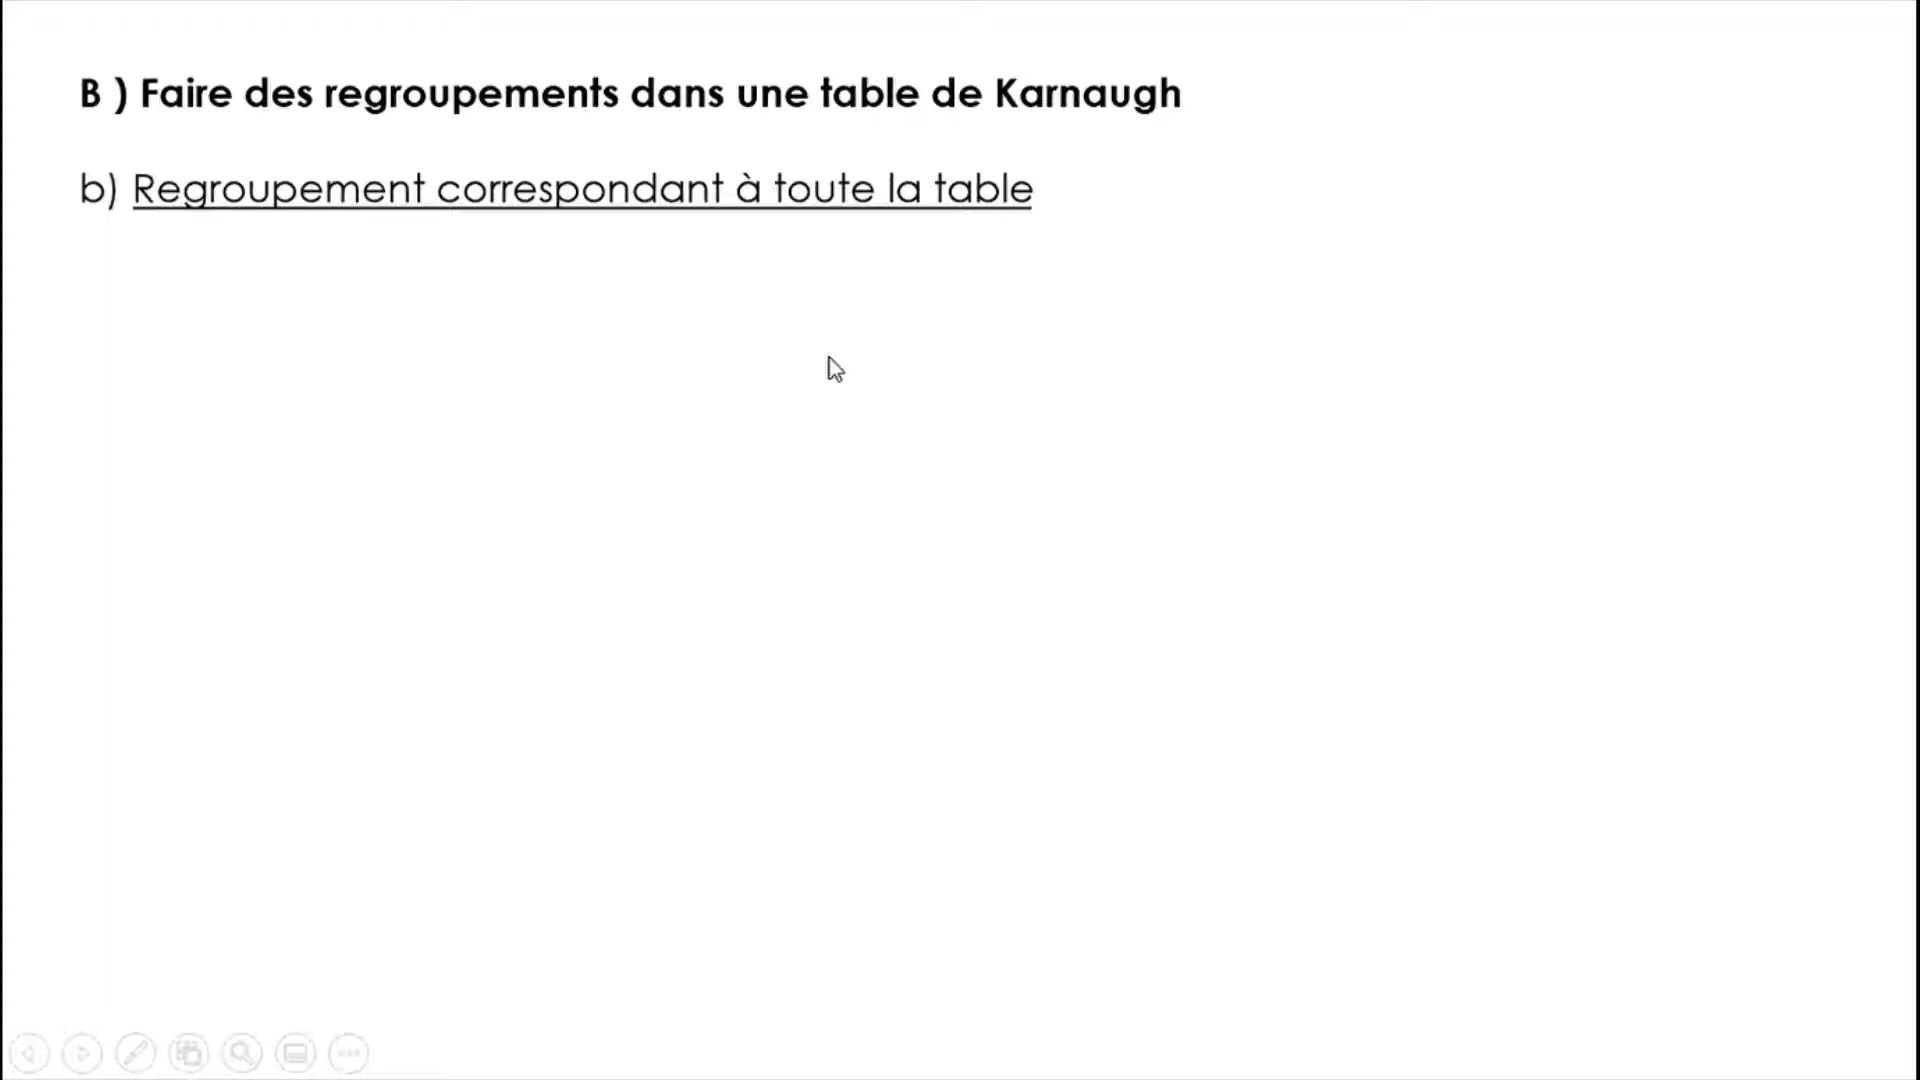 B ) Faire des regroupements dans une table de Karnaugh
b) Regroupement correspondant à toute la table